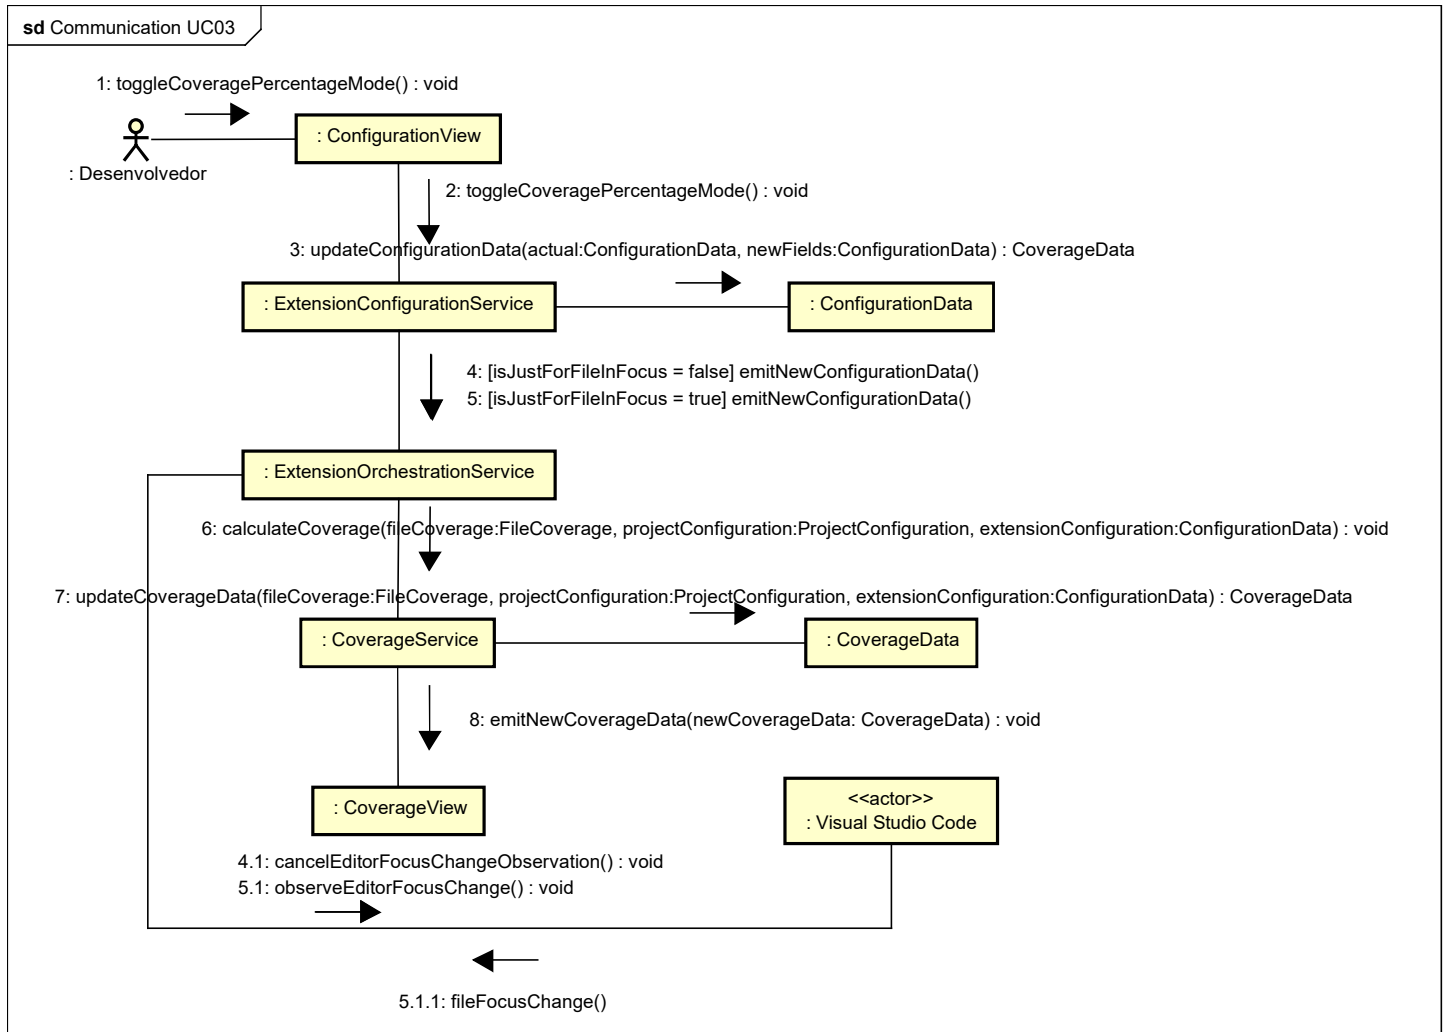 sd Communication UC03
1: toggleCoveragePercentageMode() : void
: ConfigurationView
: Desenvolvedor
2: toggleCoveragePercentageMode() : void
3: updateConfigurationData(actual:ConfigurationData, newFields:ConfigurationData) : CoverageData
: ExtensionConfigurationService
: ConfigurationData
4: [isJustForFileInFocus = false] emitNewConfigurationData()
5: [isJustForFileInFocus = true] emitNewConfigurationData()
: ExtensionOrchestrationService
6: calculateCoverage(fileCoverage:FileCoverage, projectConfiguration:ProjectConfiguration, extensionConfiguration:ConfigurationData) : void
7: updateCoverageData(fileCoverage:FileCoverage, projectConfiguration:ProjectConfiguration, extensionConfiguration:ConfigurationData) : CoverageData
: CoverageService
: CoverageData
8: emitNewCoverageData(newCoverageData: CoverageData) : void
: CoverageView
<<actor>>
: Visual Studio Code
4.1: cancelEditorFocusChangeObservation() : void
5.1: observeEditorFocusChange() : void
5.1.1: fileFocusChange()